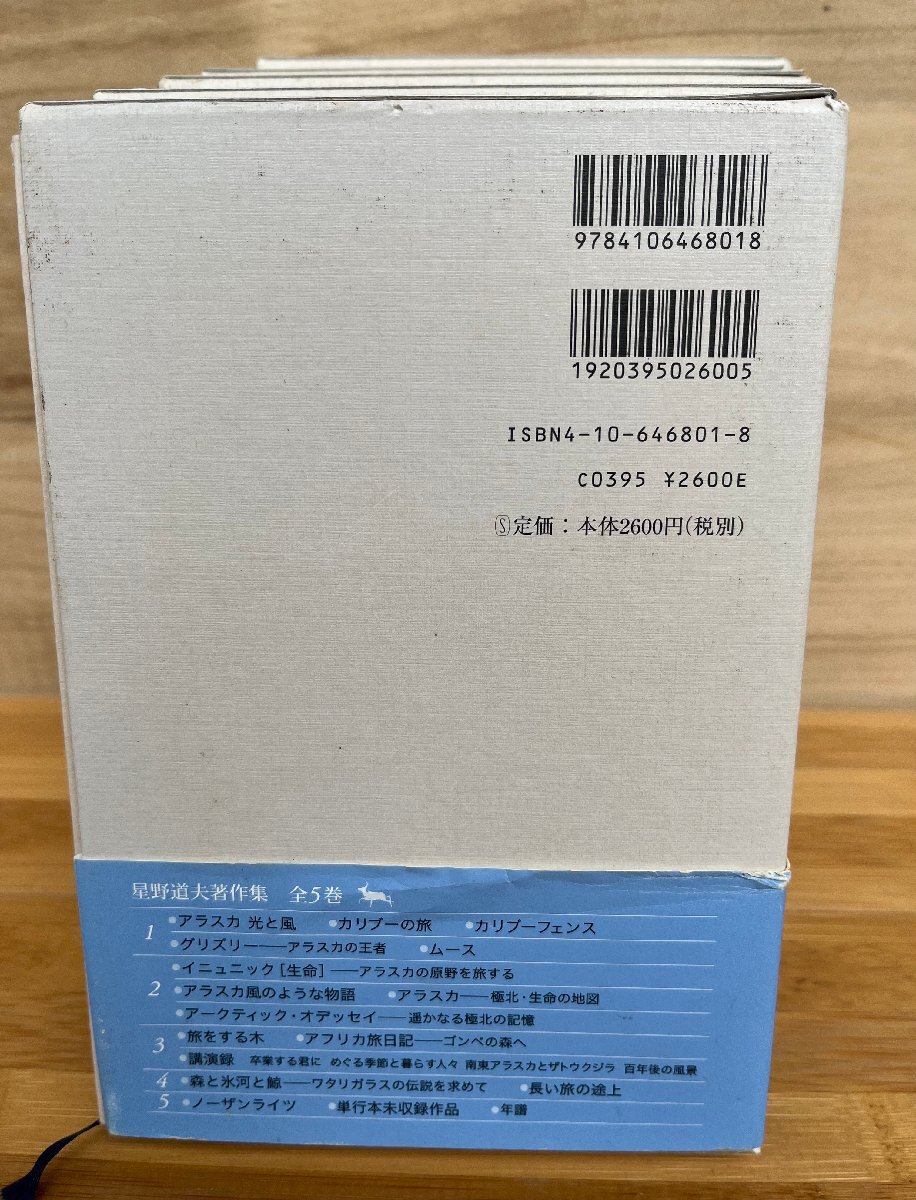 9784106468018
1920395026005
ISBN4-10-646801-8
C0395 ¥2600E
Ⓢ定価：本体2600円(税別)
星野道夫著作集 全5巻
1 •アラスカ 光と風 •カリブーの旅 •カリブーフェンス
•グリズリー——アラスカの王者 •ムース
2 •イニュニック［生命］——アラスカの原野を旅する
•アラスカ風のような物語 •アラスカ——極北・生命の地図
•アークティック・オデッセイ——遥かなる極北の記憶
3 •旅をする木 •アフリカ旅日記——ゴンベの森へ
•講演録 卒業する君に めぐる季節と暮らす人々 南東アラスカとザトウクジラ 百年後の風景
4 •森と氷河と鯨——ワタリガラスの伝説を求めて •長い旅の途上
5 •ノーザンライツ •単行本未収録作品 •年譜